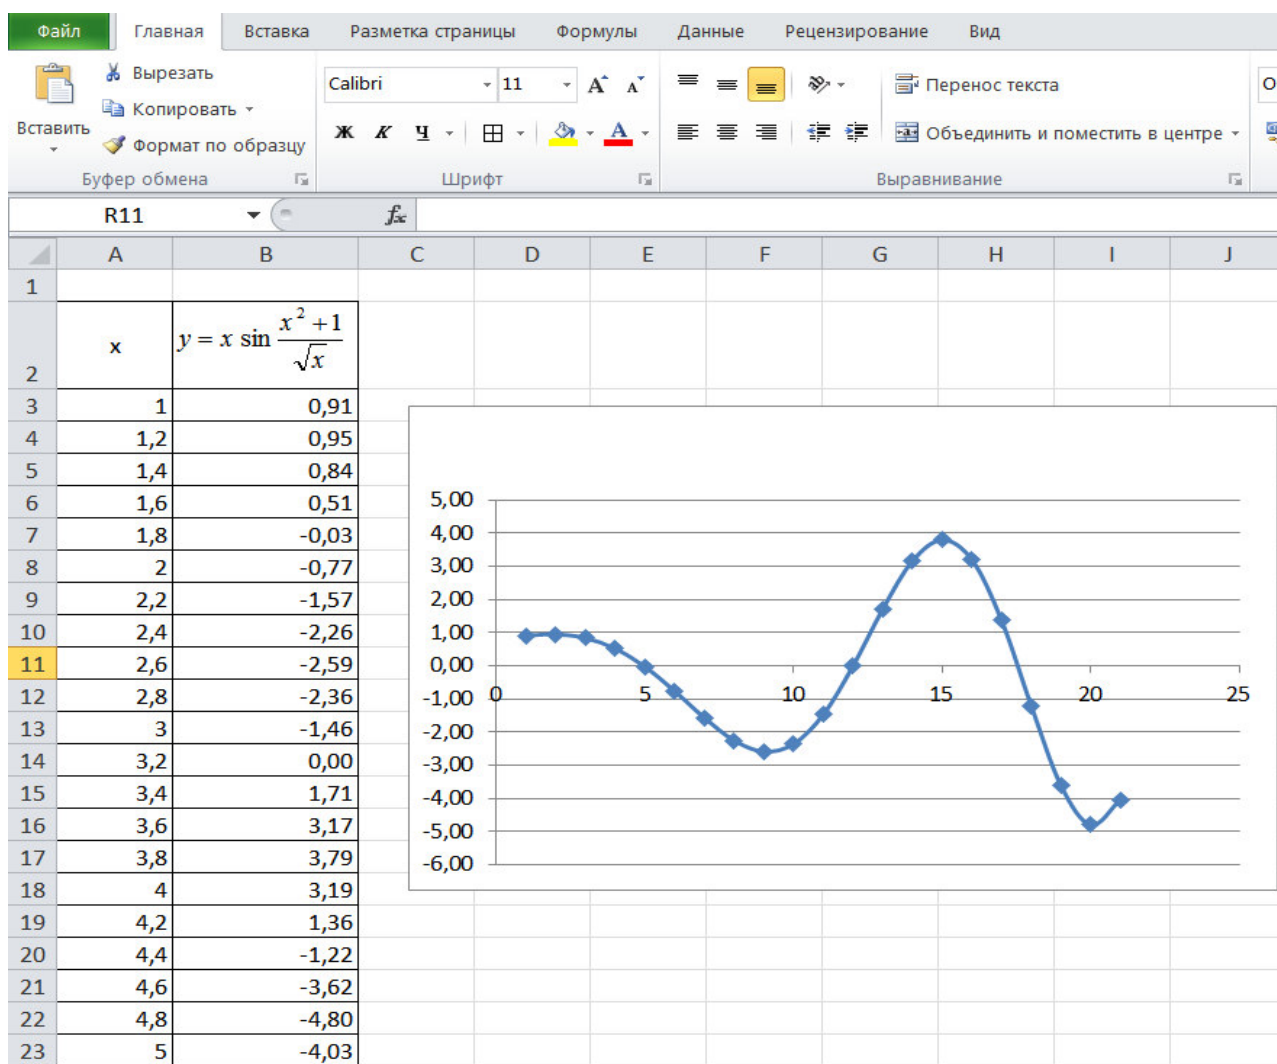 Файл Главная Вставка Разметка страницы Формулы Данные Рецензирование Вид
Вставить
Вырезать
Копировать
Формат по образцу
Буфер обмена
Calibri 11 A A
Ж К Ч А
Шрифт
Перенос текста
Объединить и поместить в центре
Выравнивание
R11 fx
A B C D E F G H I J
1
2 x y = x sin (x² + 1)/√x
3 1 0,91
4 1,2 0,95
5 1,4 0,84
6 1,6 0,51
7 1,8 -0,03
8 2 -0,77
9 2,2 -1,57
10 2,4 -2,26
11 2,6 -2,59
12 2,8 -2,36
13 3 -1,46
14 3,2 0,00
15 3,4 1,71
16 3,6 3,17
17 3,8 3,79
18 4 3,19
19 4,2 1,36
20 4,4 -1,22
21 4,6 -3,62
22 4,8 -4,80
23 5 -4,03
5,00
4,00
3,00
2,00
1,00
0,00
-1,00
-2,00
-3,00
-4,00
-5,00
-6,00
0 5 10 15 20 25